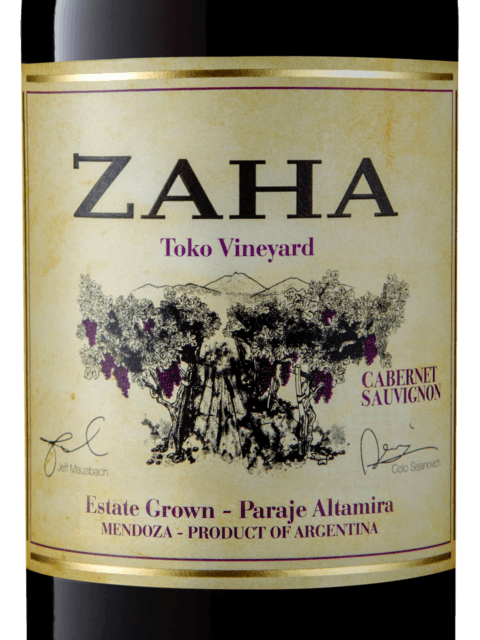 ZAHA
Toko Vineyard
CABERNET
SAUVIGNON
Jeff Mausbach
Colo Sejanovich
Estate Grown - Paraje Altamira
MENDOZA - PRODUCT OF ARGENTINA